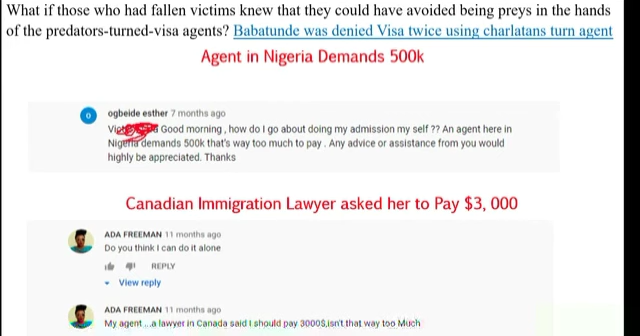 What if those who had fallen victims knew that they could have avoided being preys in the hands
of the predators-turned-visa agents? Babatunde was denied Visa twice using charlatans turn agent
Agent in Nigeria Demands 500k
ogbeide esther 7 months ago
Good morning , how do I go about doing my admission my self ?? An agent here in
Nigeria demands 500K that's way too much to pay . Any advice or assistance from you would
highly be appreciated. Thanks
Canadian Immigration Lawyer asked her to Pay $3, 000
ADA FREEMAN 11 months ago
Do you think I can do it alone
REPLY
View reply
ADA FREEMAN 11 months ago
My agent ...a lawyer in Canada said I should pay 3000$,isn't that way too Much